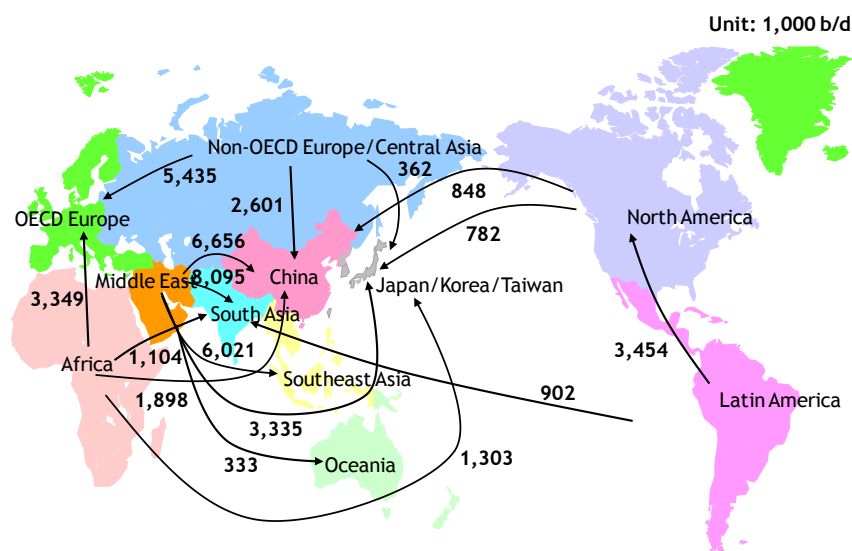 Unit: 1,000 b/d
Non-OECD Europe/Central Asia
362
5,435
848
2,601
OECD Europe
North America
782
6,656
8,095
China
Middle East
Japan/Korea/Taiwan
3,349
South Asia
1,104
6,021
3,454
Africa
Southeast Asia
902
1,898
Latin America
3,335
333
Oceania
1,303